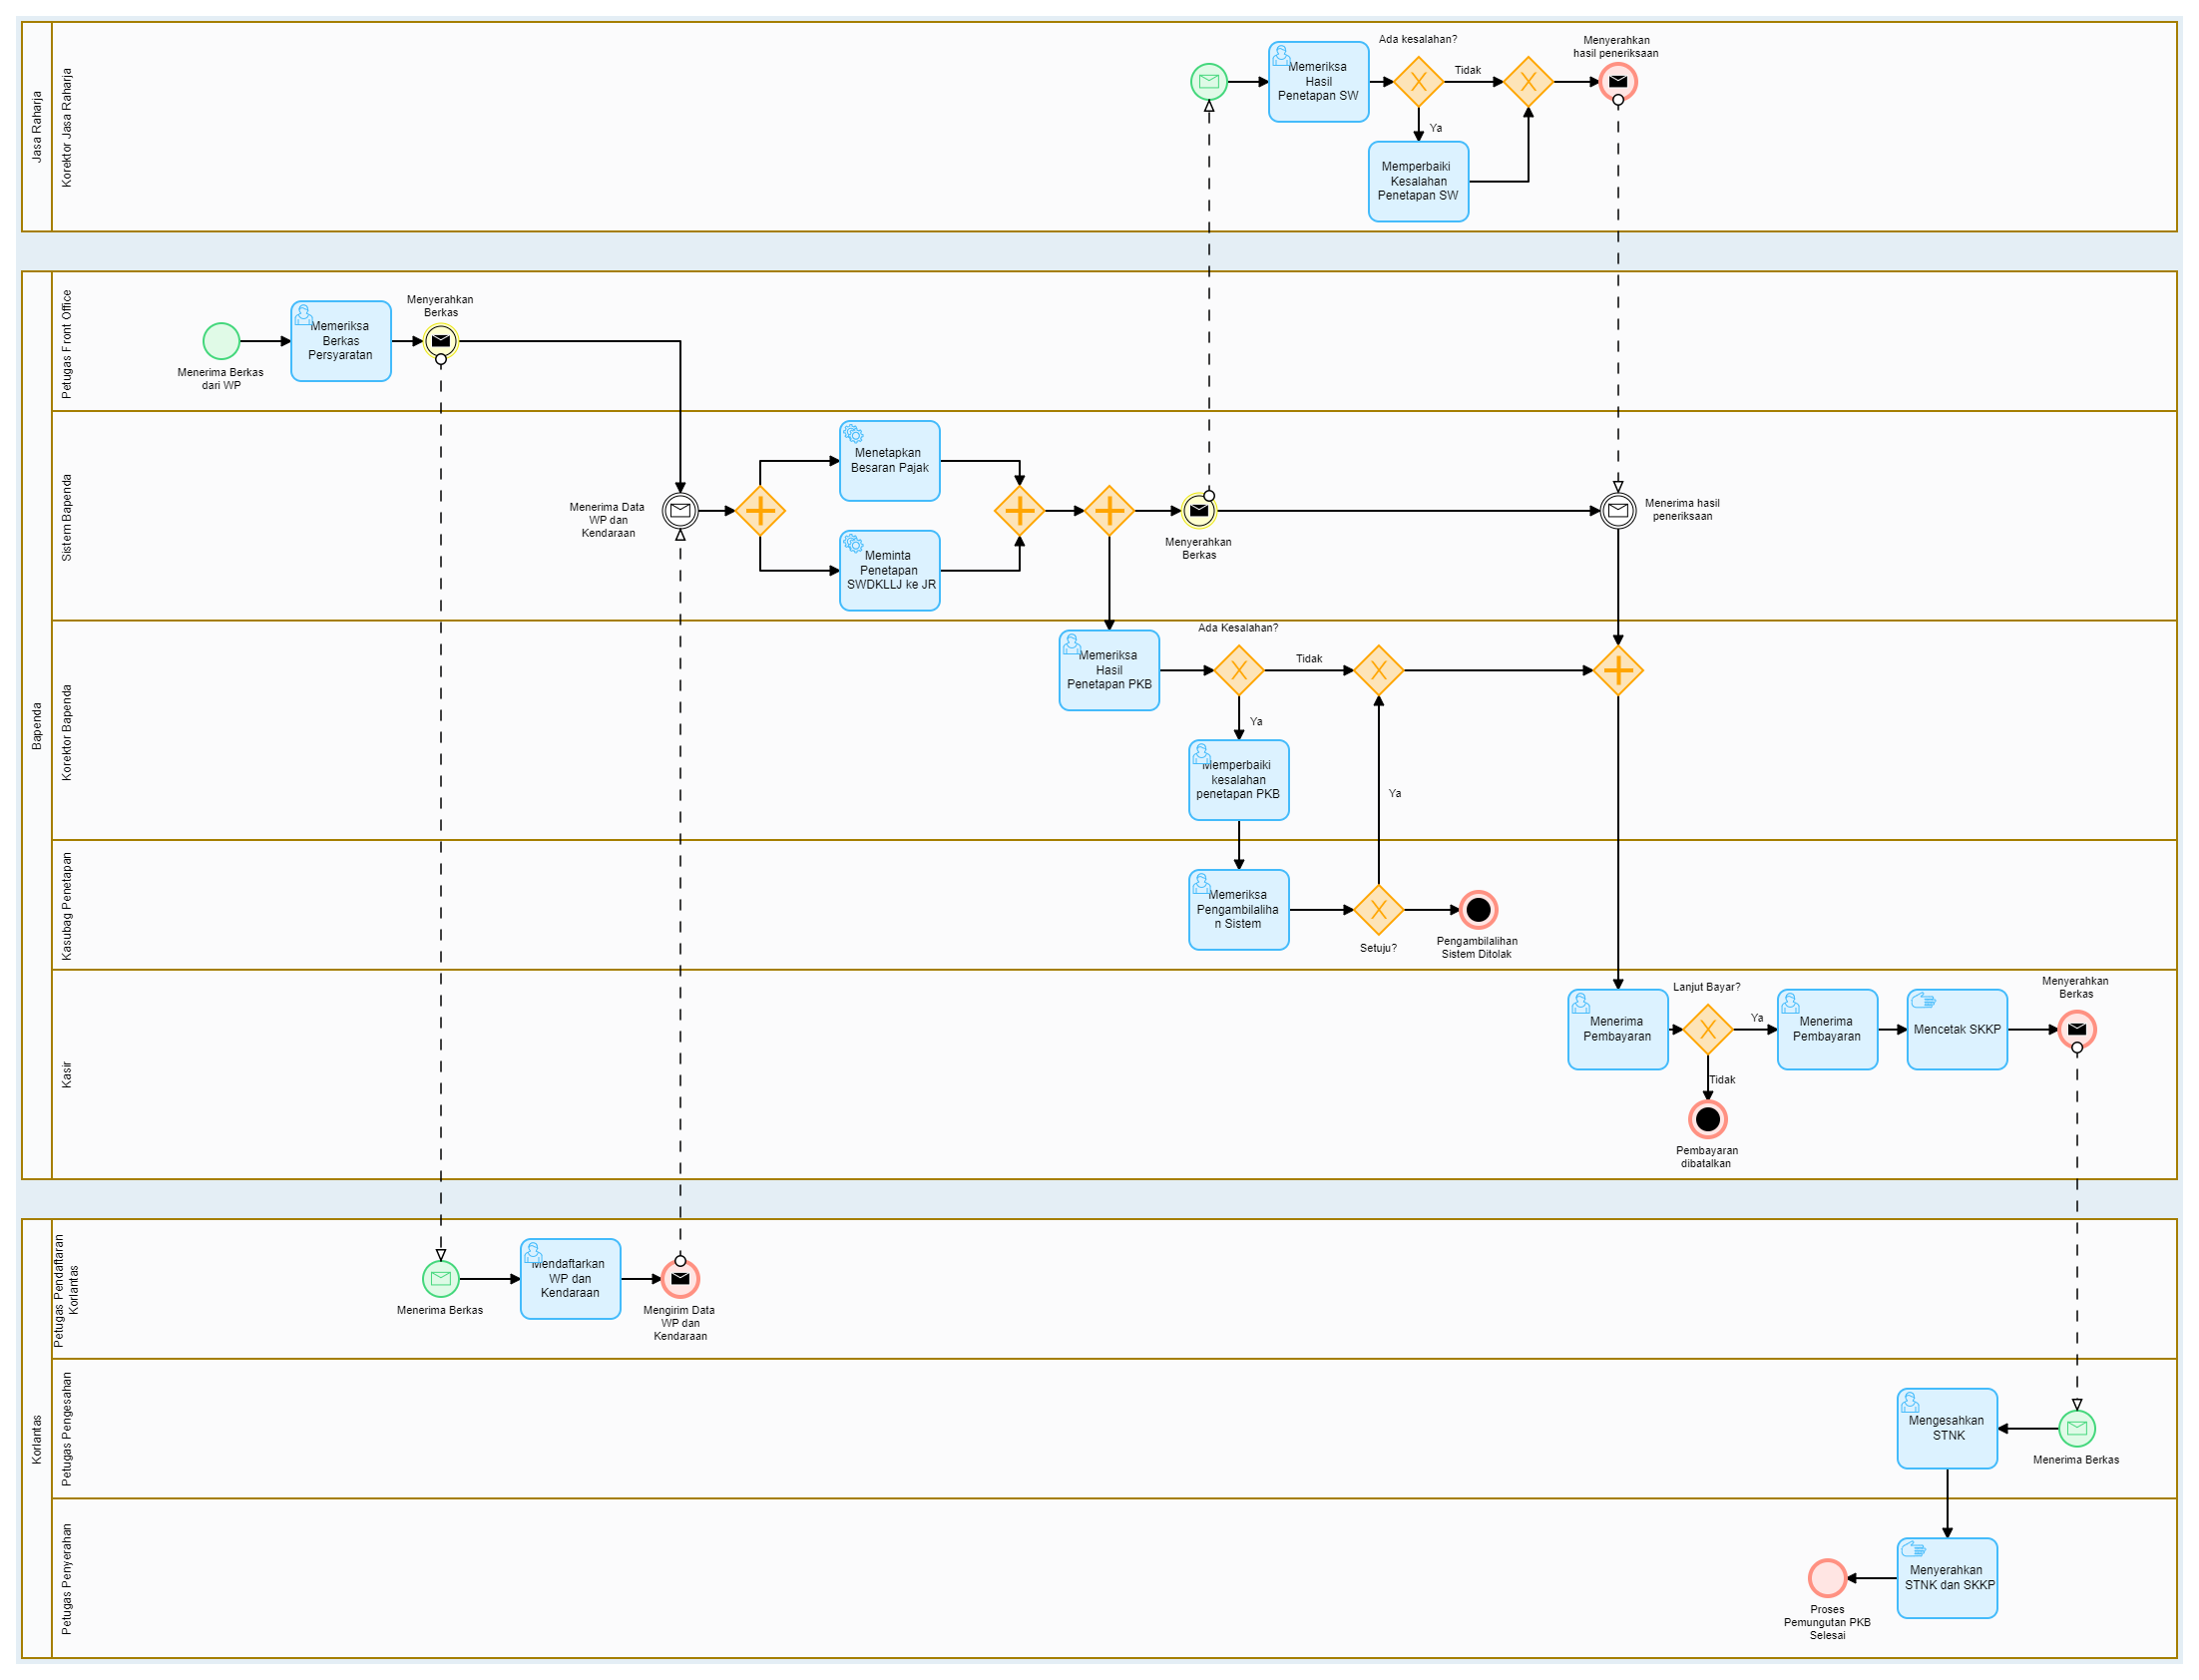 Jasa Raharja
Korektor Jasa Raharja
Memeriksa
Hasil
Penetapan SW
Ada kesalahan?
Tidak
Ya
Memperbaiki
Kesalahan
Penetapan SW
Menyerahkan
hasil peneriksaan
Bapenda
Petugas Front Office
Menerima Berkas
dari WP
Memeriksa
Berkas
Persyaratan
Menyerahkan
Berkas
Sistem Bapenda
Menerima Data
WP dan
Kendaraan
Menetapkan
Besaran Pajak
Meminta
Penetapan
SWDKLLJ ke JR
Menyerahkan
Berkas
Menerima hasil
peneriksaan
Korektor Bapenda
Memeriksa
Hasil
Penetapan PKB
Ada Kesalahan?
Tidak
Ya
Memperbaiki
kesalahan
penetapan PKB
Ya
Kasubag Penetapan
Memeriksa
Pengambilaliha
n Sistem
Setuju?
Pengambilalihan
Sistem Ditolak
Kasir
Menerima
Pembayaran
Lanjut Bayar?
Ya
Tidak
Pembayaran
dibatalkan
Menerima
Pembayaran
Mencetak SKKP
Menyerahkan
Berkas
Korlantas
Petugas Pendaftaran
Korlantas
Menerima Berkas
Mendaftarkan
WP dan
Kendaraan
Mengirim Data
WP dan
Kendaraan
Petugas Pengesahan
Mengesahkan
STNK
Menerima Berkas
Petugas Penyerahan
Menyerahkan
STNK dan SKKP
Proses
Pemungutan PKB
Selesai